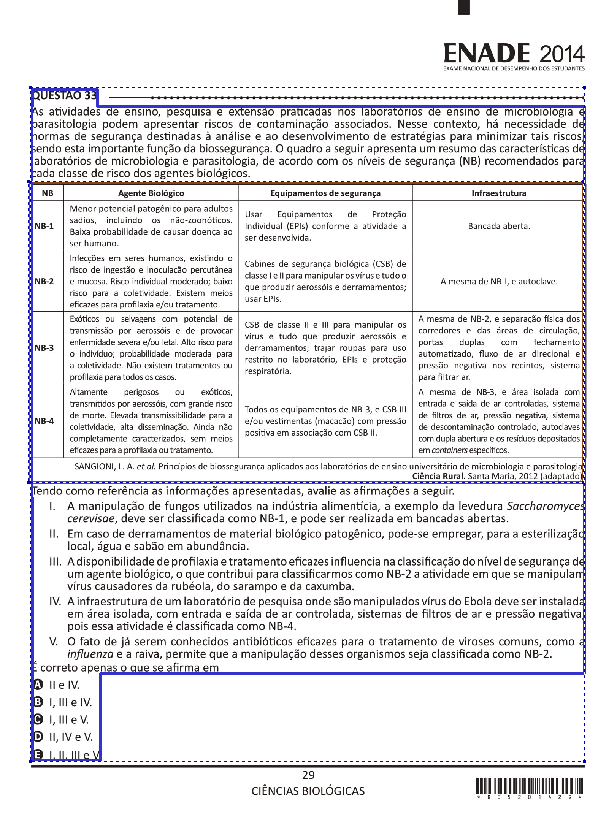 ENADE 2014
EXAME NACIONAL DE DESEMPENHO DOS ESTUDANTES
QUESTÃO 33
As atividades de ensino, pesquisa e extensão praticadas nos laboratórios de ensino de microbiologia e
parasitologia podem apresentar riscos de contaminação associados. Nesse contexto, há necessidade de
normas de segurança destinadas à análise e ao desenvolvimento de estratégias para minimizar tais riscos,
sendo esta importante função da biossegurança. O quadro a seguir apresenta um resumo das características de
laboratórios de microbiologia e parasitologia, de acordo com os níveis de segurança (NB) recomendados para
cada classe de risco dos agentes biológicos.
NB Agente Biológico Equipamentos de segurança Infraestrutura
NB-1
Menor potencial patogênico para adultos
sadios, incluindo os não-zoonóticos.
Baixa probabilidade de causar doença ao
ser humano.
Usar Equipamentos de Proteção
Individual (EPIs) conforme a atividade a
ser desenvolvida.
Bancada aberta.
NB-2
Infecções em seres humanos, existindo o
risco de ingestão e inoculação percutânea
e mucosa. Risco individual moderado; baixo
risco para a coletividade. Existem meios
eficazes para profilaxia e/ou tratamento.
Cabines de segurança biológica (CSB) de
classe I e II para manipular os vírus e tudo o
que produzir aerossóis e derramamentos;
usar EPIs.
A mesma de NB-I, e autoclave.
NB-3
Exóticos ou selvagens com potencial de
transmissão por aerossóis e de provocar
enfermidade severa e/ou letal. Alto risco para
o indivíduo; probabilidade moderada para
a coletividade. Não existem tratamentos ou
profilaxia para todos os casos.
CSB de classe II e III para manipular os
vírus e tudo que produzir aerossóis e
derramamentos; trajar roupas para uso
restrito no laboratório, EPIs e proteção
respiratória.
A mesma de NB-2, e separação física dos
corredores e das áreas de circulação,
portas duplas com fechamento
automatizado, fluxo de ar direcional e
pressão negativa nos recintos, sistema
para filtrar ar.
NB-4
Altamente perigosos ou exóticos,
transmitidos por aerossóis, com grande risco
de morte. Elevada transmissibilidade para a
coletividade, alta disseminação. Ainda não
completamente caracterizados, sem meios
eficazes para a profilaxia ou tratamento.
Todos os equipamentos de NB-3, e CSB III
e/ou vestimentas (macacão) com pressão
positiva em associação com CSB II.
A mesma de NB-3, e área isolada com
entrada e saída de ar controladas, sistema
de filtros de ar, pressão negativa, sistema
de descontaminação controlado, autoclaves
com dupla abertura e os resíduos depositados
em containers específicos.
SANGIONI, L. A. et al. Princípios de biossegurança aplicados aos laboratórios de ensino universitário de microbiologia e parasitologia.
Ciência Rural. Santa Maria, 2012 (adaptado).
Tendo como referência as informações apresentadas, avalie as afirmações a seguir.
I. A manipulação de fungos utilizados na indústria alimentícia, a exemplo da levedura Saccharomyces
cerevisae, deve ser classificada como NB-1, e pode ser realizada em bancadas abertas.
II. Em caso de derramamentos de material biológico patogênico, pode-se empregar, para a esterilização
local, água e sabão em abundância.
III. A disponibilidade de profilaxia e tratamento eficazes influencia na classificação do nível de segurança de
um agente biológico, o que contribui para classificarmos como NB-2 a atividade em que se manipulam
vírus causadores da rubéola, do sarampo e da caxumba.
IV. A infraestrutura de um laboratório de pesquisa onde são manipulados vírus do Ebola deve ser instalada
em área isolada, com entrada e saída de ar controlada, sistemas de filtros de ar e pressão negativa,
pois essa atividade é classificada como NB-4.
V. O fato de já serem conhecidos antibióticos eficazes para o tratamento de viroses comuns, como a
influenza e a raiva, permite que a manipulação desses organismos seja classificada como NB-2.
É correto apenas o que se afirma em
A II e IV.
B I, III e IV.
C I, III e V.
D II, IV e V.
E I, II, III e V
29
CIÊNCIAS BIOLÓGICAS